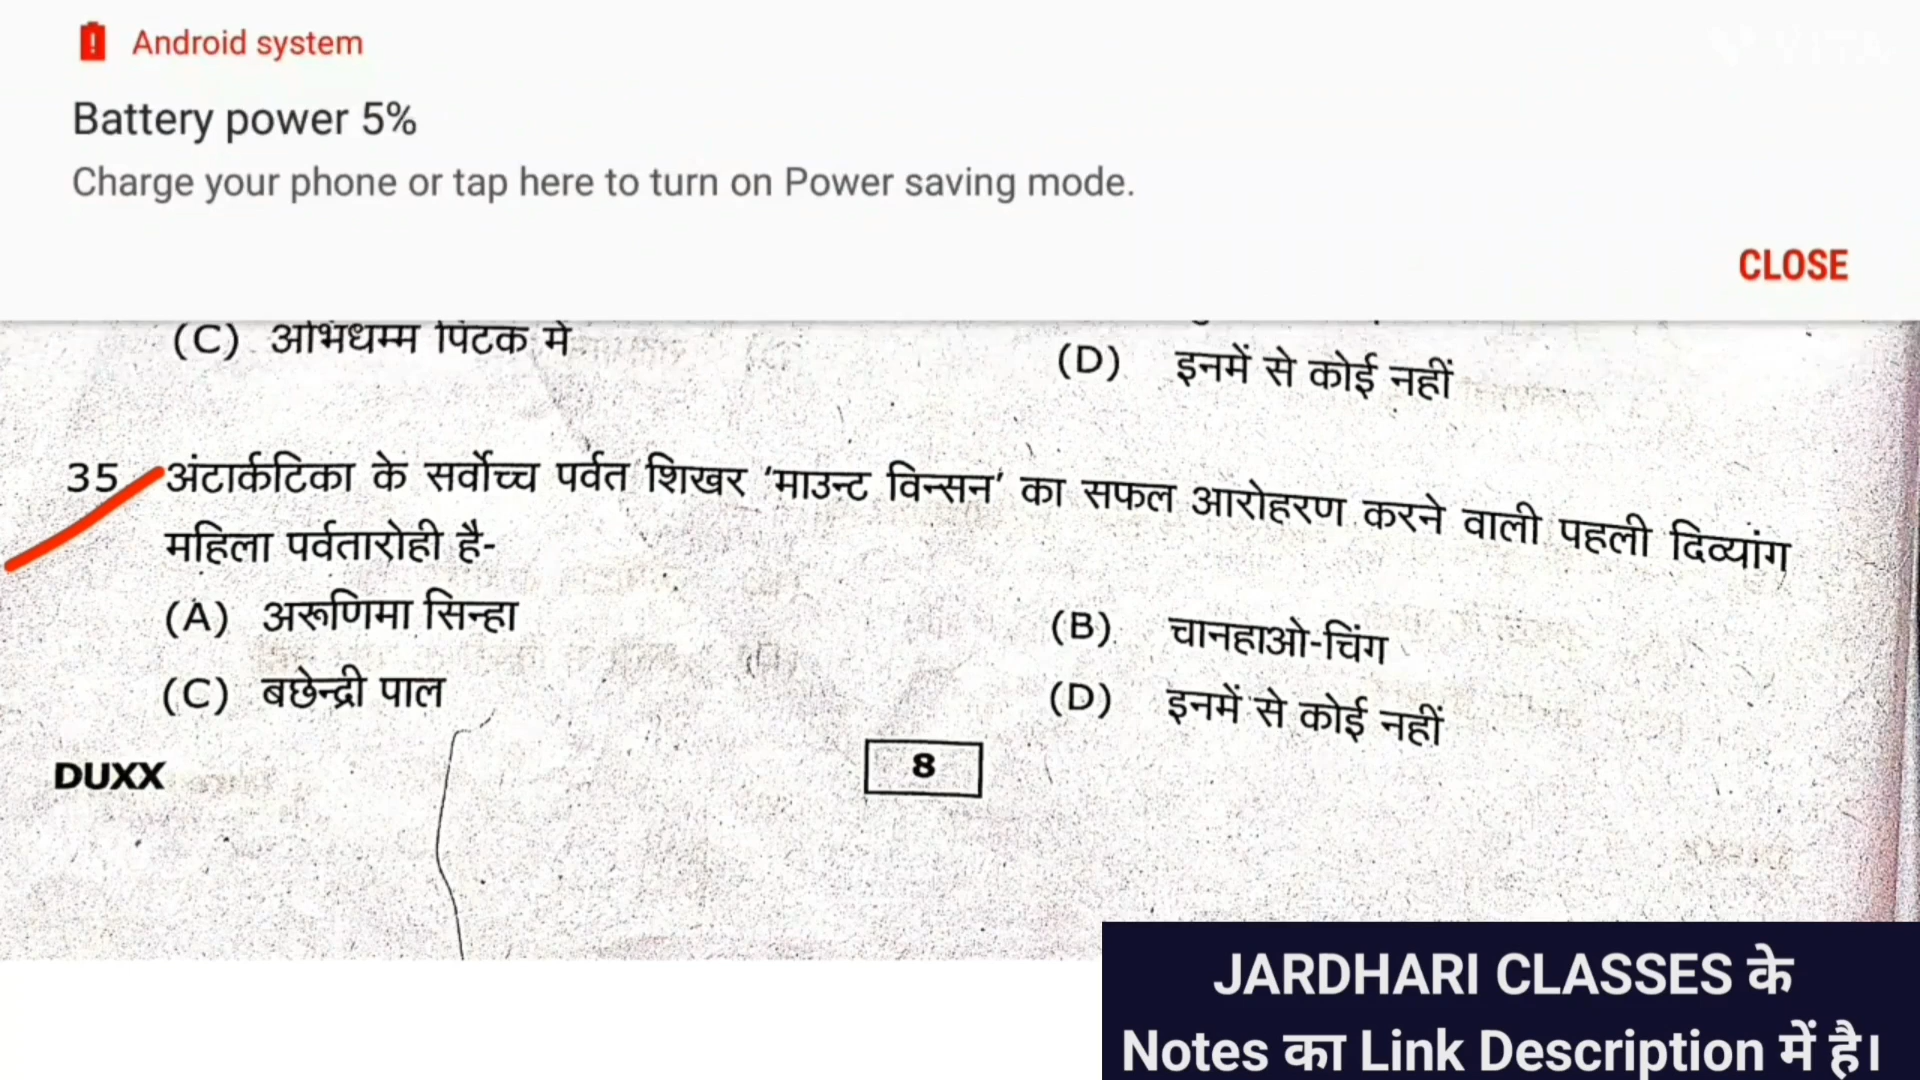 Android system
VITA
Battery power 5%
Charge your phone or tap here to turn on Power saving mode.
CLOSE
(C) अभिधम्म पिटक में
(D) इनमें से कोई नहीं
35 अंटार्कटिका के सर्वोच्च पर्वत शिखर ‘माउन्ट विन्सन’ का सफल आरोहरण करने वाली पहली दिव्यांग
महिला पर्वतारोही है-
(A) अरूणिमा सिन्हा
(B) चानहाओ-चिंग
(C) बछेन्द्री पाल
(D) इनमें से कोई नहीं
DUXX
8
JARDHARI CLASSES के
Notes का Link Description में है।